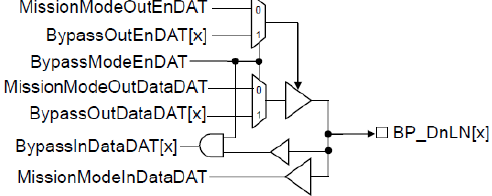 MissionModeOutEnDAT
0
BypassOutEnDAT[x]
1
BypassModeEnDAT
MissionModeOutDataDAT
0
BypassOutDataDAT[x]
1
BP_DnLN[x]
BypassInDataDAT[x]
MissionModeInDataDAT